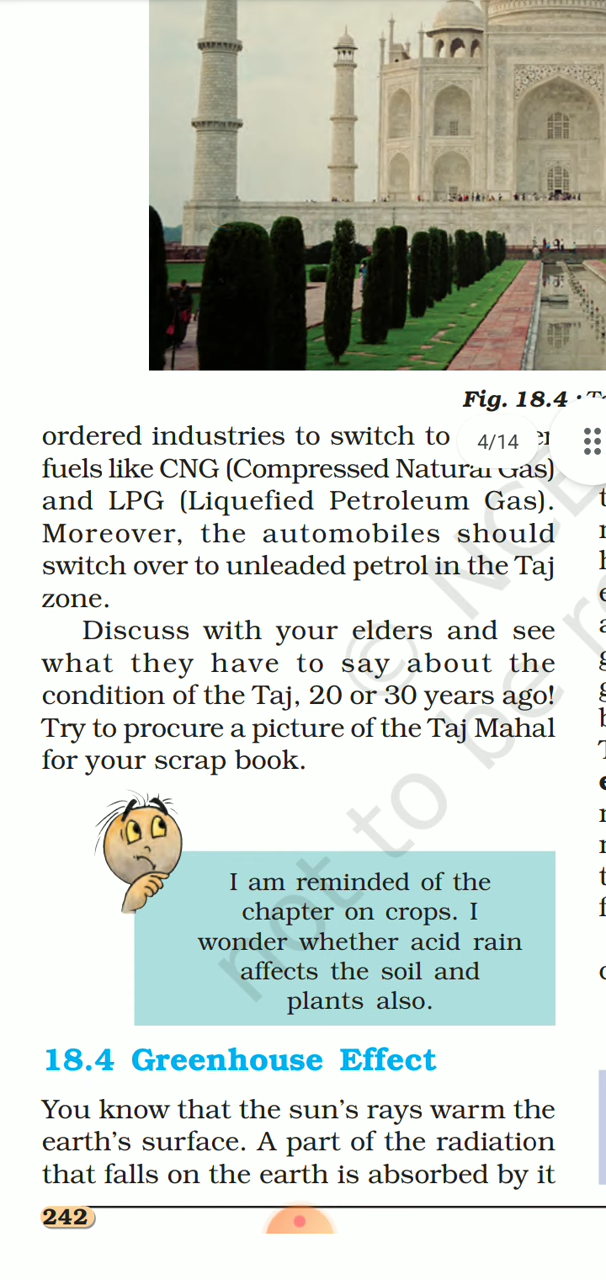 Fig. 18.4 :
ordered industries to switch to
4/14
fuels like CNG (Compressed Natural Gas)
and LPG (Liquefied Petroleum Gas).
Moreover, the automobiles should
switch over to unleaded petrol in the Taj
zone.
Discuss with your elders and see
what they have to say about the
condition of the Taj, 20 or 30 years ago!
Try to procure a picture of the Taj Mahal
for your scrap book.
I am reminded of the
chapter on crops. I
wonder whether acid rain
affects the soil and
plants also.
18.4 Greenhouse Effect
You know that the sun's rays warm the
earth's surface. A part of the radiation
that falls on the earth is absorbed by it
242
©
not to be